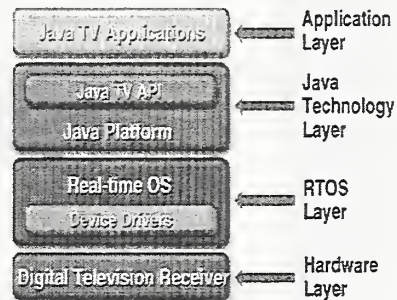 Java TV Applications
Application
Layer
Java TV API
Java Platform
Java
Technology
Layer
Real-time OS
Device Drivers
RTOS
Layer
Digital Television Receiver
Hardware
Layer